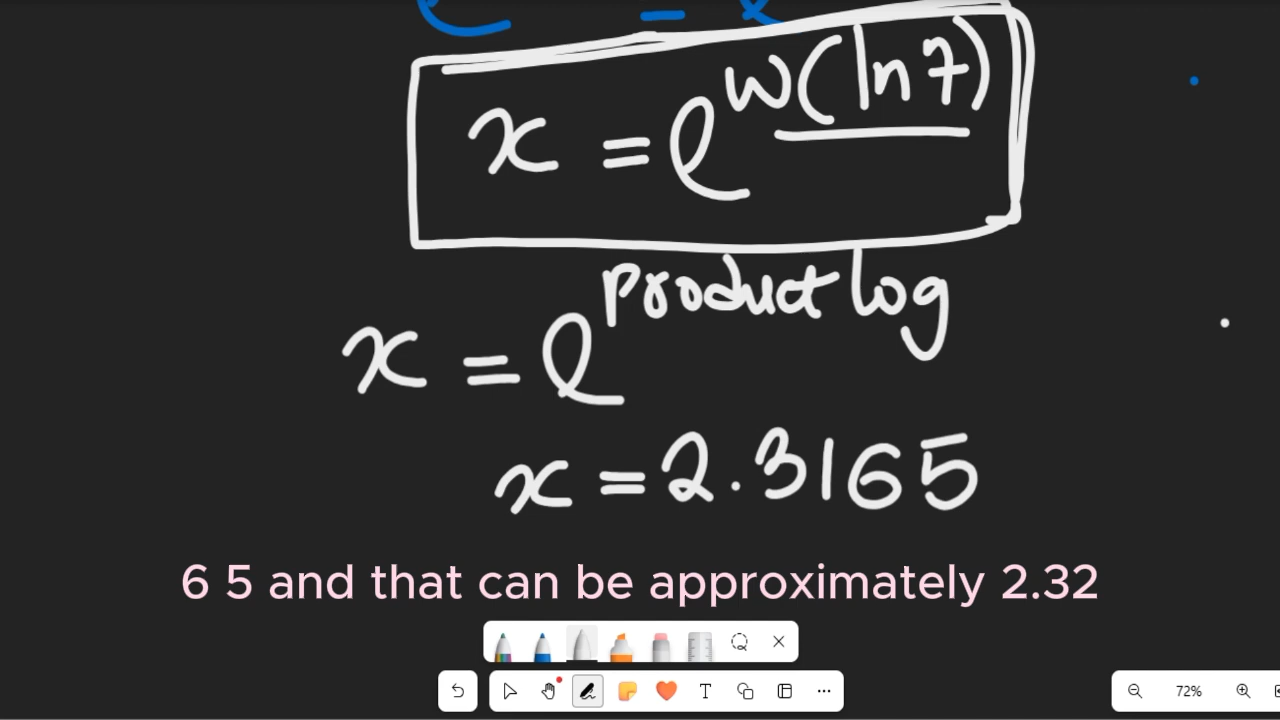 x = e^W(ln7)
x = e^productlog
x = 2.3165
6 5 and that can be approximately 2.32
T
72%